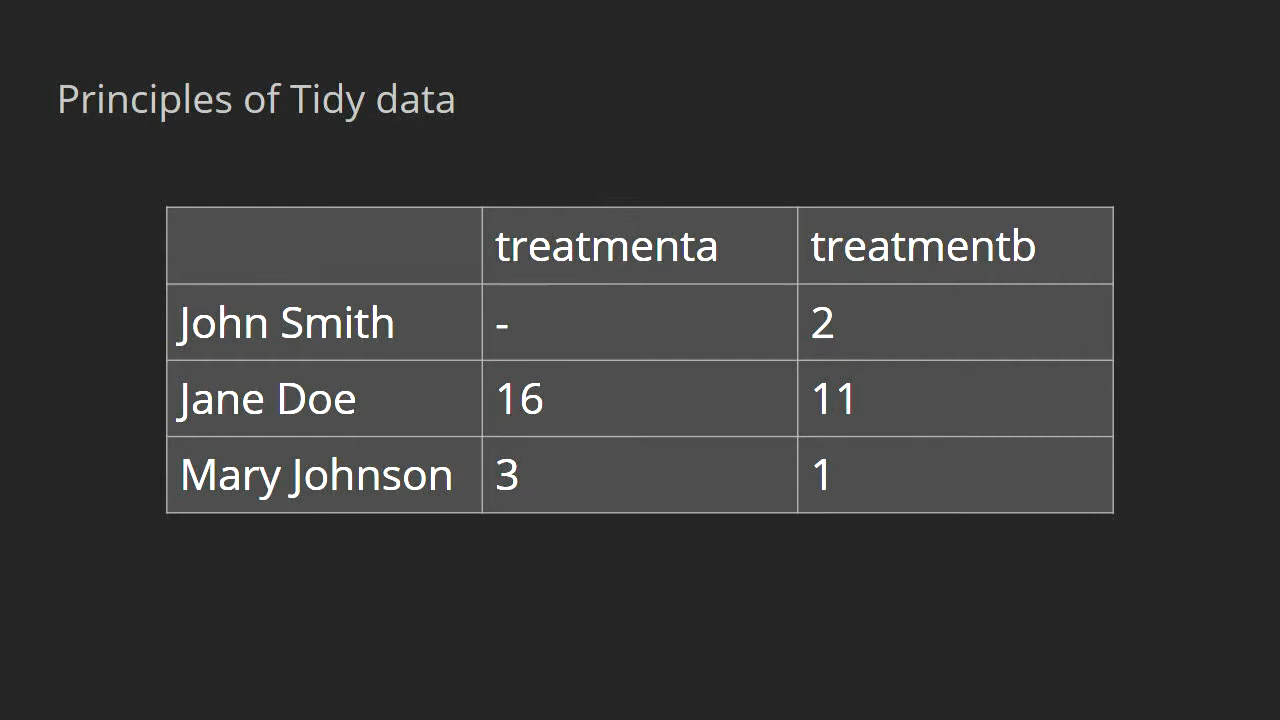 Principles of Tidy data
treatmenta treatmentb
John Smith - 2
Jane Doe 16 11
Mary Johnson 3 1